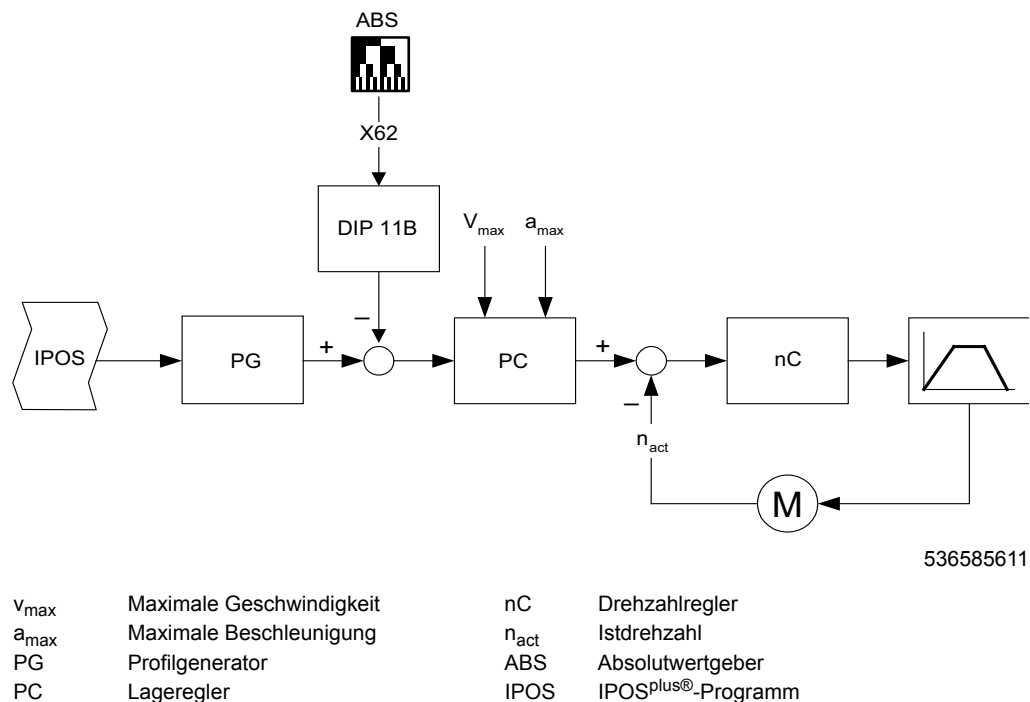 ABS
X62
DIP 11B
Vmax amax
– 
IPOS PG + PC + nC
–
nact
M
536585611
vmax Maximale Geschwindigkeit nC Drehzahlregler
amax Maximale Beschleunigung nact Istdrehzahl
PG Profilgenerator ABS Absolutwertgeber
PC Lageregler IPOS IPOSplus®-Programm